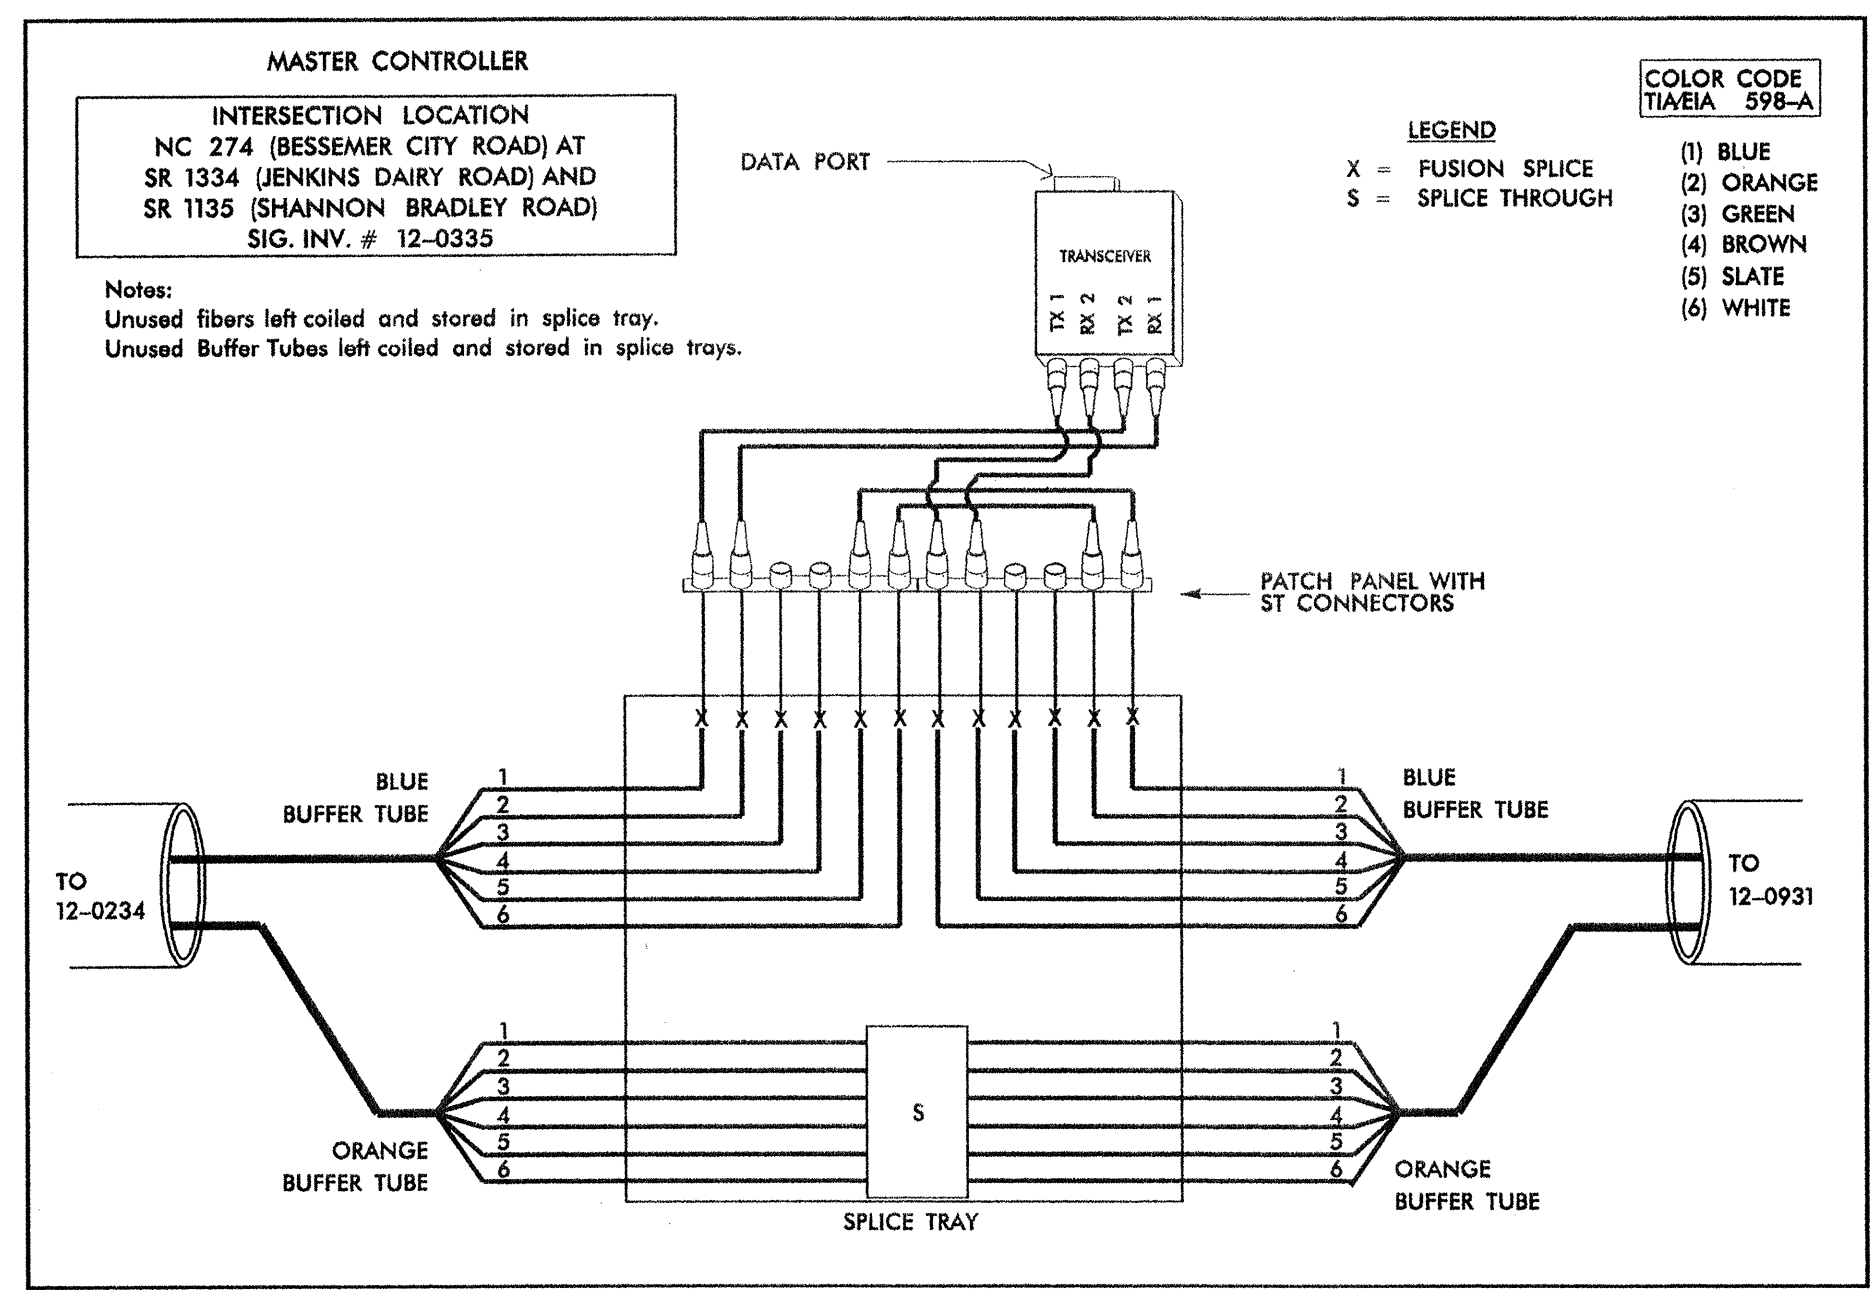 MASTER CONTROLLER
INTERSECTION LOCATION
NC 274 (BESSEMER CITY ROAD) AT
SR 1334 (JENKINS DAIRY ROAD) AND
SR 1135 (SHANNON BRADLEY ROAD)
SIG. INV. # 12-0335
Notes:
Unused fibers left coiled and stored in splice tray.
Unused Buffer Tubes left coiled and stored in splice trays.
DATA PORT
TRANSCEIVER
TX 1
RX 2
TX 2
RX 1
LEGEND
X = FUSION SPLICE
S = SPLICE THROUGH
COLOR CODE
TIA/EIA 598-A
(1) BLUE
(2) ORANGE
(3) GREEN
(4) BROWN
(5) SLATE
(6) WHITE
PATCH PANEL WITH
ST CONNECTORS
X X X X X X X X X X X X
BLUE
BUFFER TUBE
1
2
3
4
5
6
1
2
3
4
5
6
BLUE
BUFFER TUBE
TO
12-0234
TO
12-0931
ORANGE
BUFFER TUBE
1
2
3
4
5
6
S
1
2
3
4
5
6
ORANGE
BUFFER TUBE
SPLICE TRAY